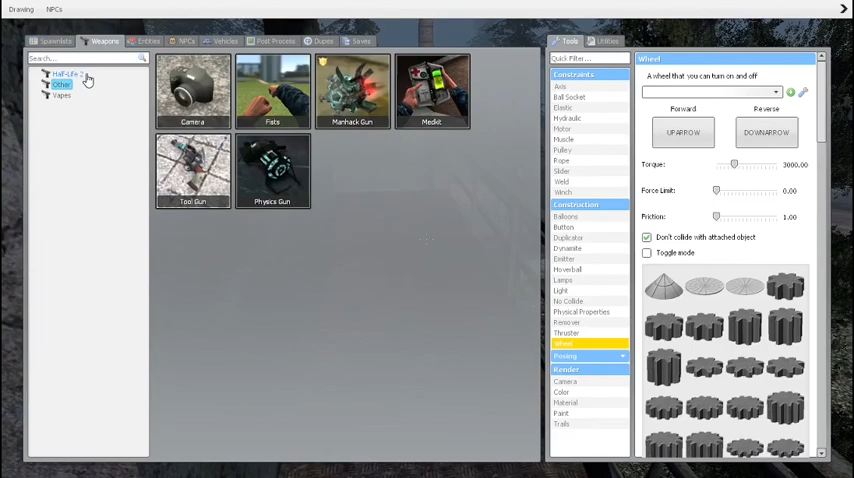 Drawing NPCs
Spawnlists Weapons Entities NPCs Vehicles Post Process Dupes Saves
Search...
Half-Life 2
Other
Vapes
Camera Fists Manhack Gun Medkit
Tool Gun Physics Gun
Tools Utilities
Quick Filter...
Constraints
Axis
Ball Socket
Elastic
Hydraulic
Motor
Muscle
Pulley
Rope
Slider
Weld
Winch
Construction
Balloons
Button
Duplicator
Dynamite
Emitter
Hoverball
Lamps
Light
No Collide
Physical Properties
Remover
Thruster
Wheel
Posing
Render
Camera
Color
Material
Paint
Trails
Wheel
A wheel that you can turn on and off
Forward Reverse
UPARROW DOWNARROW
Torque: 3000.00
Force Limit: 0.00
Friction: 1.00
Don't collide with attached object
Toggle mode